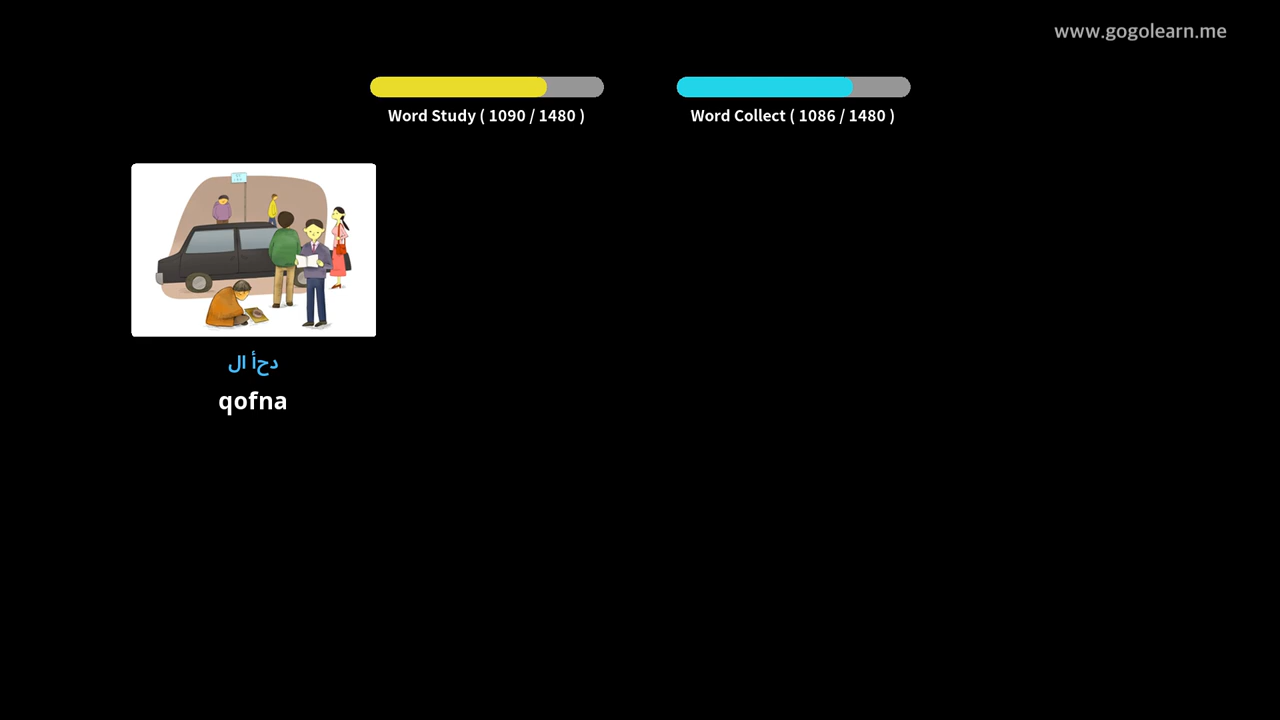 www.gogolearn.me
Word Study ( 1090 / 1480 )
Word Collect ( 1086 / 1480 )
دحأ ال
qofna